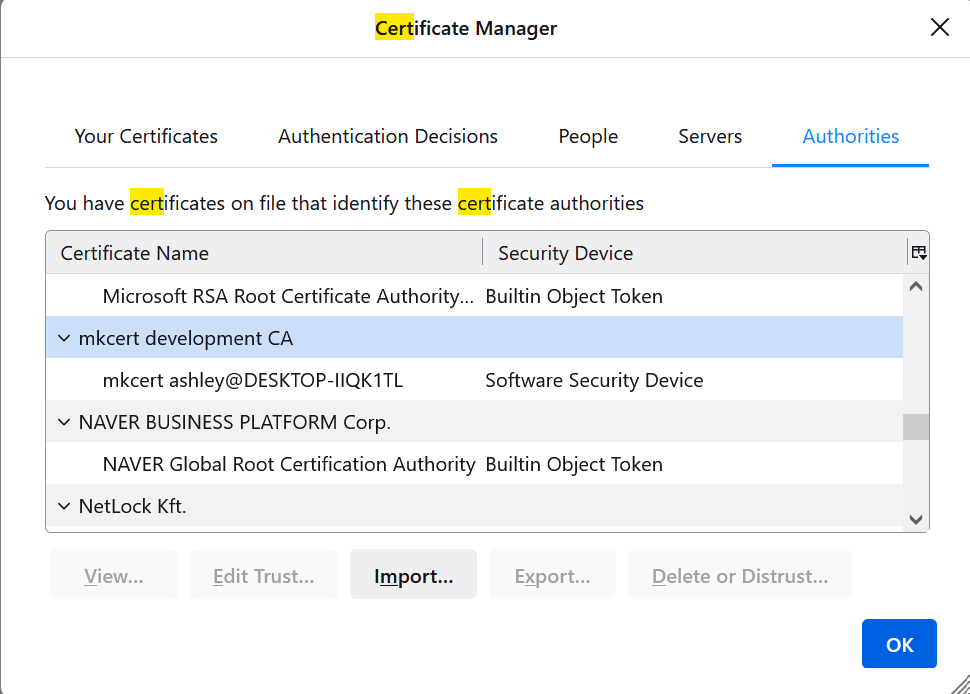 Certificate Manager
Your Certificates Authentication Decisions People Servers Authorities
You have certificates on file that identify these certificate authorities
Certificate Name Security Device
Microsoft RSA Root Certificate Authority... Builtin Object Token
mkcert development CA
mkcert ashley@DESKTOP-IIQK1TL Software Security Device
NAVER BUSINESS PLATFORM Corp.
NAVER Global Root Certification Authority Builtin Object Token
NetLock Kft.
View... Edit Trust... Import... Export... Delete or Distrust...
OK